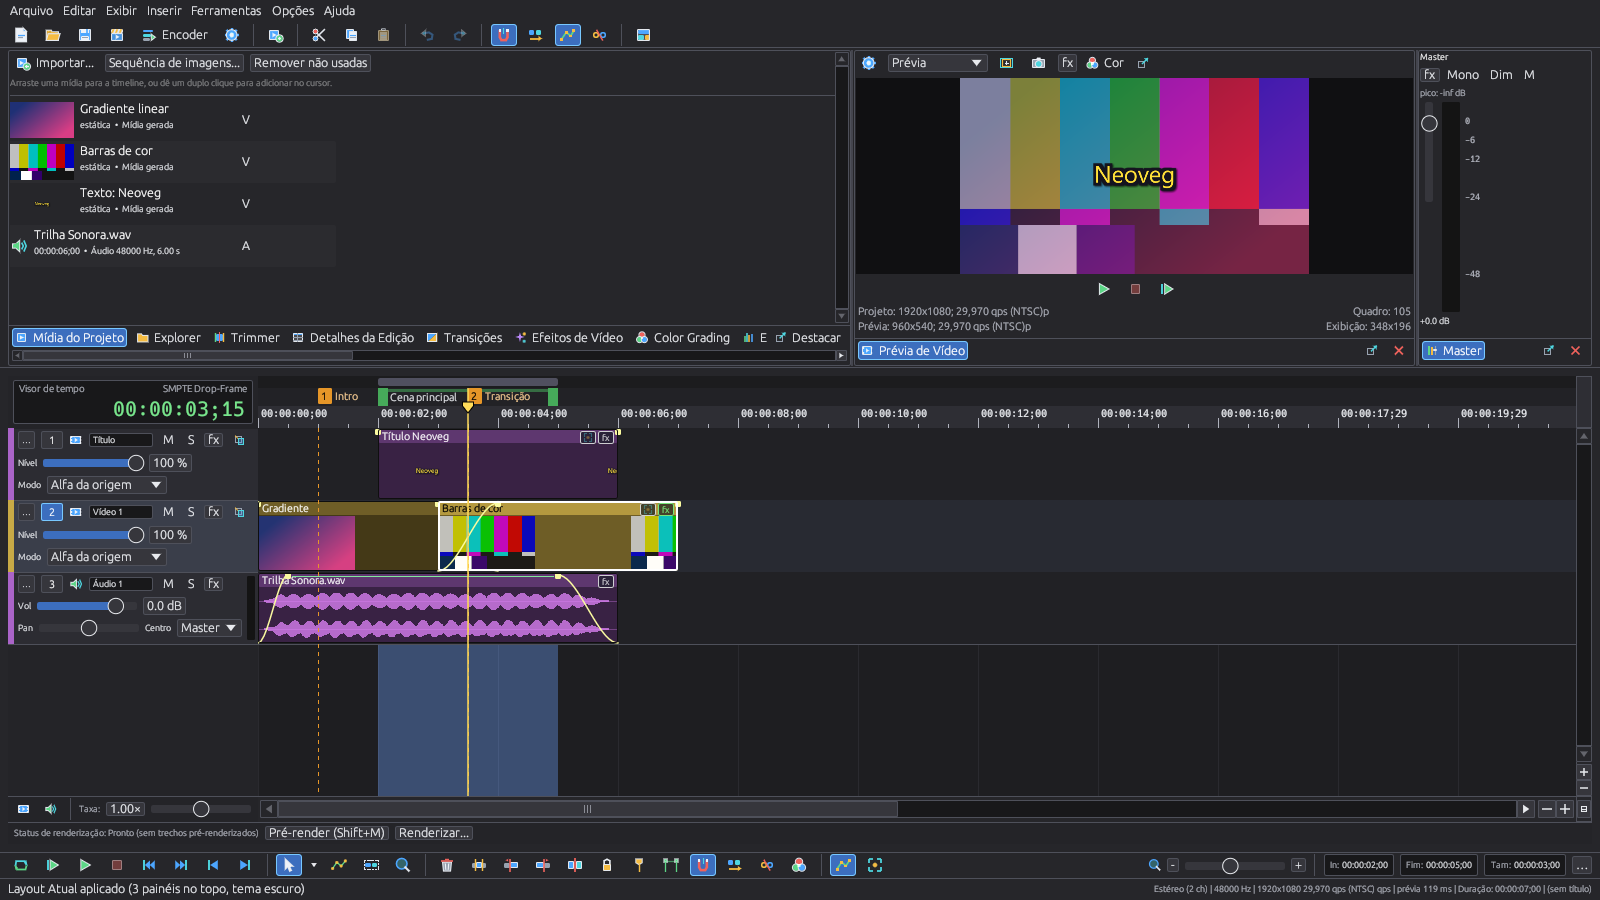 Arquivo Editar Exibir Inserir Ferramentas Opções Ajuda
Encoder
Importar... Sequência de imagens... Remover não usadas
Arraste uma mídia para a timeline, ou dê um duplo clique para adicionar no cursor.
Gradiente linear
estática • Mídia gerada
V
Barras de cor
estática • Mídia gerada
V
Texto: Neoveg
estática • Mídia gerada
V
Neoveg
Trilha Sonora.wav
00:00:06;00 • Áudio 48000 Hz, 6.00 s
A
Mídia do Projeto Explorer Trimmer Detalhes da Edição Transições Efeitos de Vídeo Color Grading E Destacar
Prévia fx Cor
Neoveg
Projeto: 1920x1080; 29,970 qps (NTSC)p
Quadro: 105
Prévia: 960x540; 29,970 qps (NTSC)p
Exibição: 348x196
Prévia de Vídeo
Master
fx Mono Dim M
pico: -inf dB
0
-6
-12
-24
-48
+0.0 dB
Master
Visor de tempo SMPTE Drop-Frame
00:00:03;15
1 Intro Cena principal 2 Transição
00:00:00;00 00:00:02;00 00:00:04;00 00:00:06;00 00:00:08;00 00:00:10;00 00:00:12;00 00:00:14;00 00:00:16;00 00:00:17;29 00:00:19;29
... 1 Título M S fx
Nível 100 %
Modo Alfa da origem
Título Neoveg fx
Neoveg Ne
... 2 Vídeo 1 M S fx
Nível 100 %
Modo Alfa da origem
Gradiente Barras de cor fx
... 3 Áudio 1 M S fx
Vol 0.0 dB
Pan Centro Master
Trilha Sonora.wav fx
Taxa: 1.00×
Status de renderização: Pronto (sem trechos pré-renderizados) Pré-render (Shift+M) Renderizar...
In: 00:00:02;00 Fim: 00:00:05;00 Tam: 00:00:03;00 ...
Layout Atual aplicado (3 painéis no topo, tema escuro)
Estéreo (2 ch) | 48000 Hz | 1920x1080 29,970 qps (NTSC) qps | prévia 119 ms | Duração: 00:00:07;00 | (sem título)